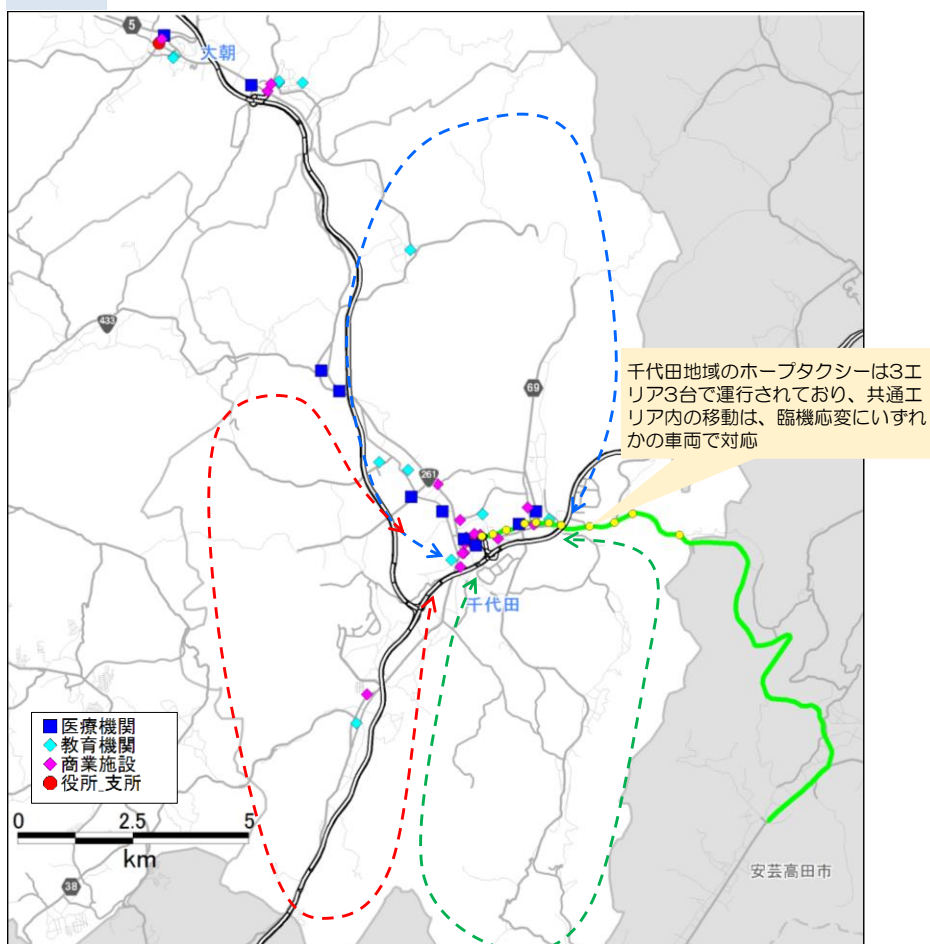 5
大朝
433
69
千代田地域のホープタクシーは3エ
リア3台で運行されており、共通エ
リア内の移動は、臨機応変にいずれ
かの車両で対応
261
千代田
医療機関
教育機関
商業施設
役所_支所
0 2.5 5
km
38
安芸高田市